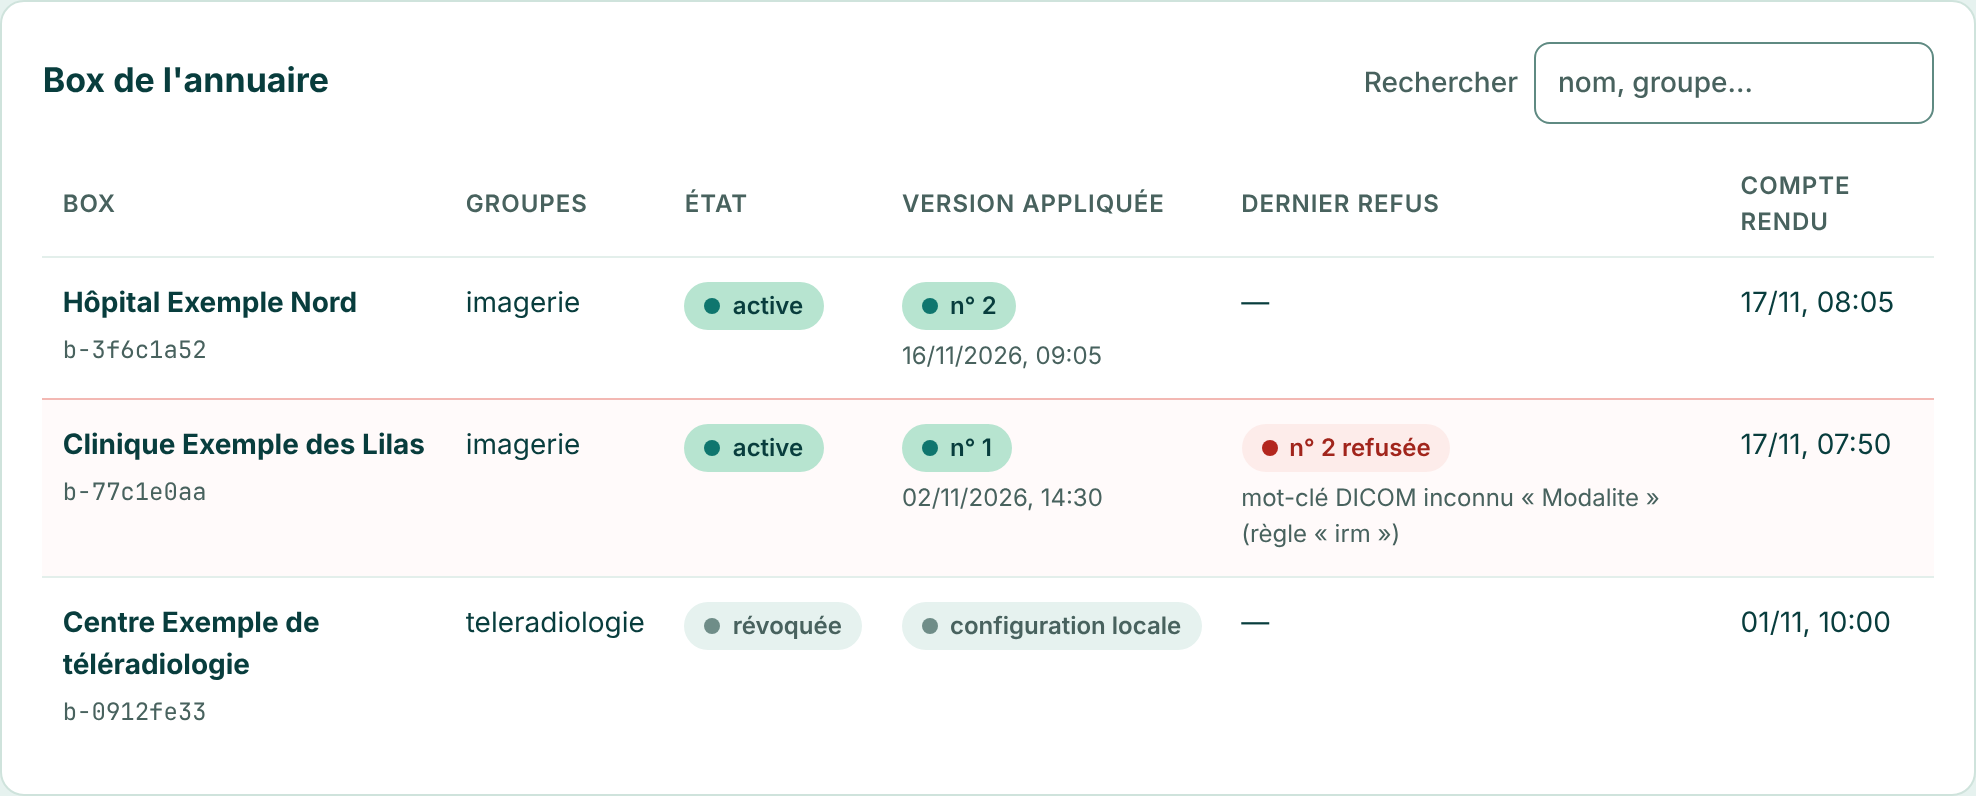 Box de l'annuaire
Rechercher
nom, groupe...
BOX
GROUPES
ÉTAT
VERSION APPLIQUÉE
DERNIER REFUS
COMPTE
RENDU
Hôpital Exemple Nord
b-3f6c1a52
imagerie
active
n° 2
16/11/2026, 09:05
—
17/11, 08:05
Clinique Exemple des Lilas
b-77c1e0aa
imagerie
active
n° 1
02/11/2026, 14:30
n° 2 refusée
mot-clé DICOM inconnu « Modalite »
(règle « irm »)
17/11, 07:50
Centre Exemple de
téléradiologie
b-0912fe33
teleradiologie
révoquée
configuration locale
—
01/11, 10:00